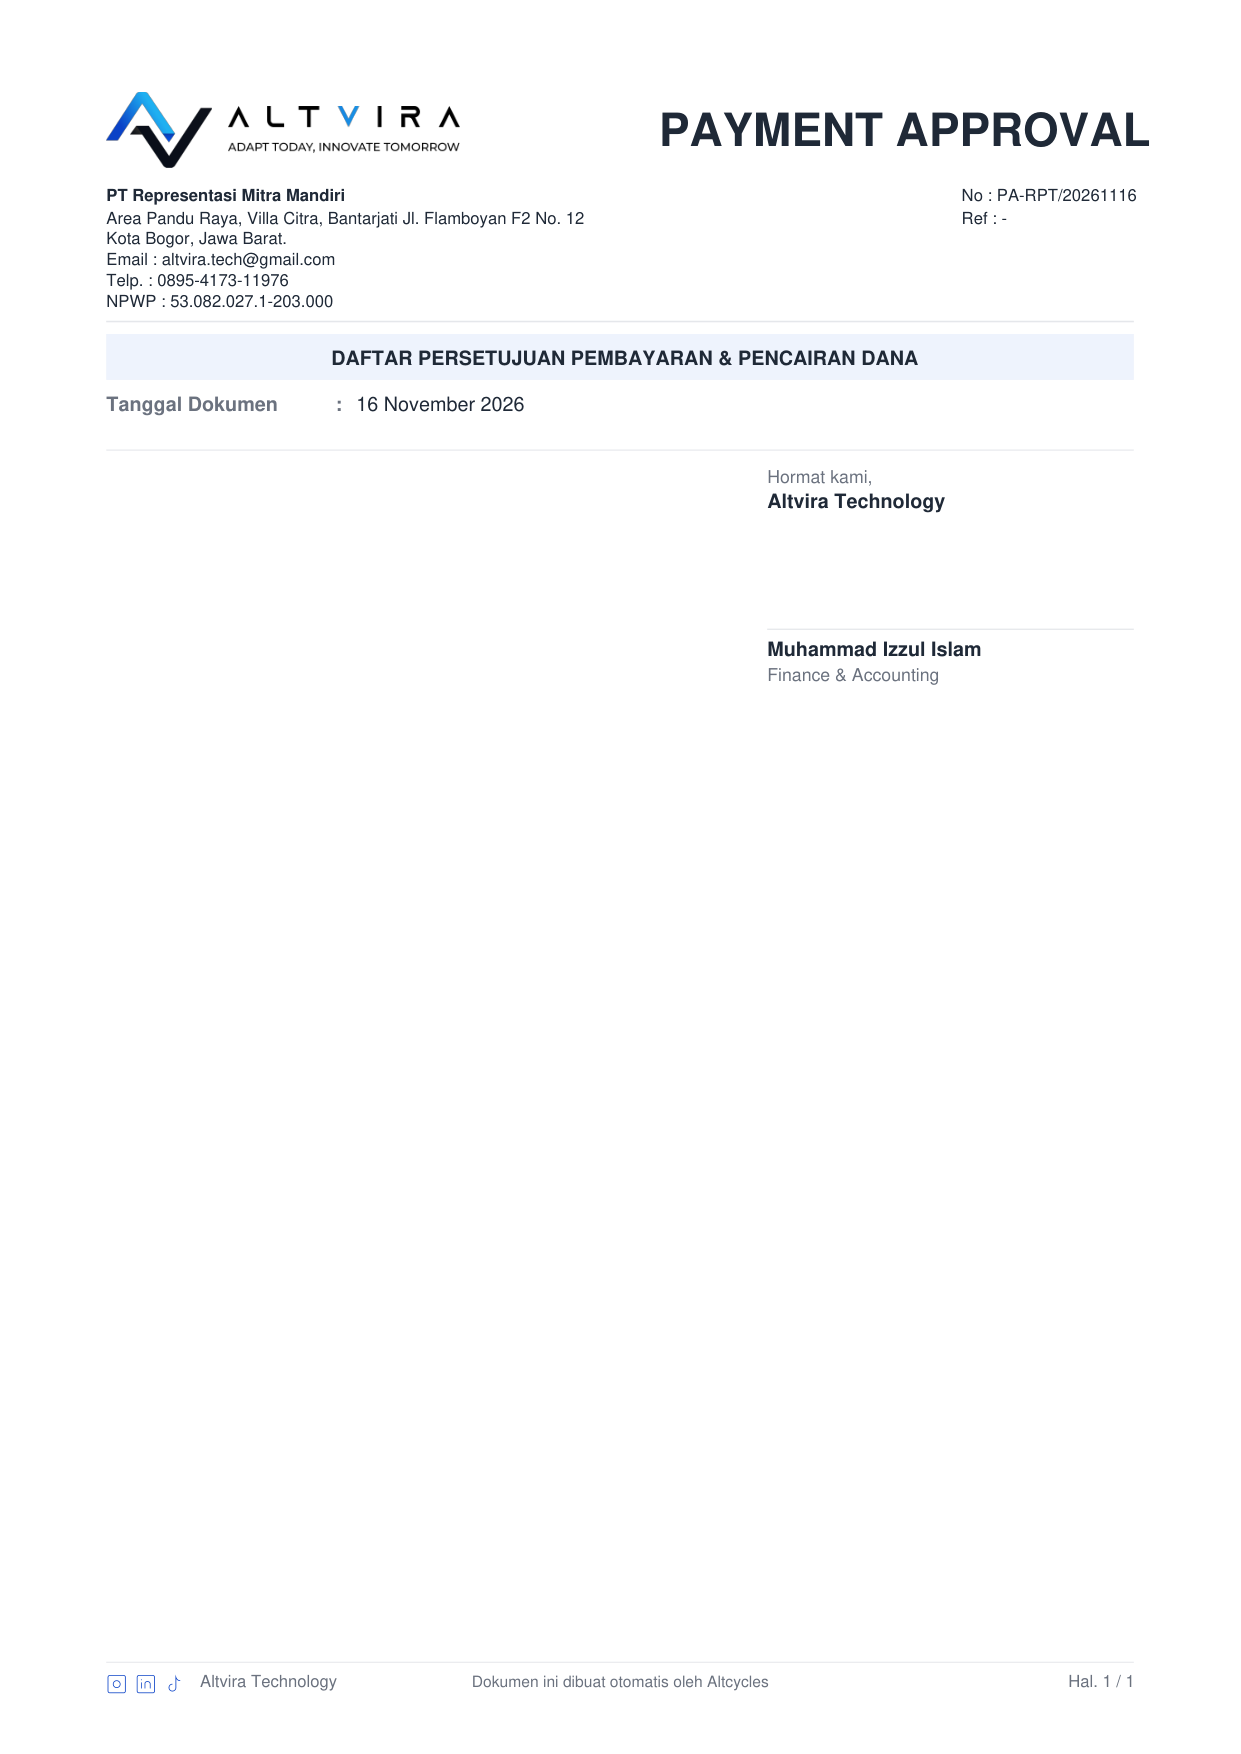 ALTVIRA
ADAPT TODAY, INNOVATE TOMORROW
PAYMENT APPROVAL
PT Representasi Mitra Mandiri
Area Pandu Raya, Villa Citra, Bantarjati Jl. Flamboyan F2 No. 12
Kota Bogor, Jawa Barat.
Email : altvira.tech@gmail.com
Telp. : 0895-4173-11976
NPWP : 53.082.027.1-203.000
No : PA-RPT/20261116
Ref : -
DAFTAR PERSETUJUAN PEMBAYARAN & PENCAIRAN DANA
Tanggal Dokumen : 16 November 2026
Hormat kami,
Altvira Technology
Muhammad Izzul Islam
Finance & Accounting
Altvira Technology
Dokumen ini dibuat otomatis oleh Altcycles
Hal. 1 / 1